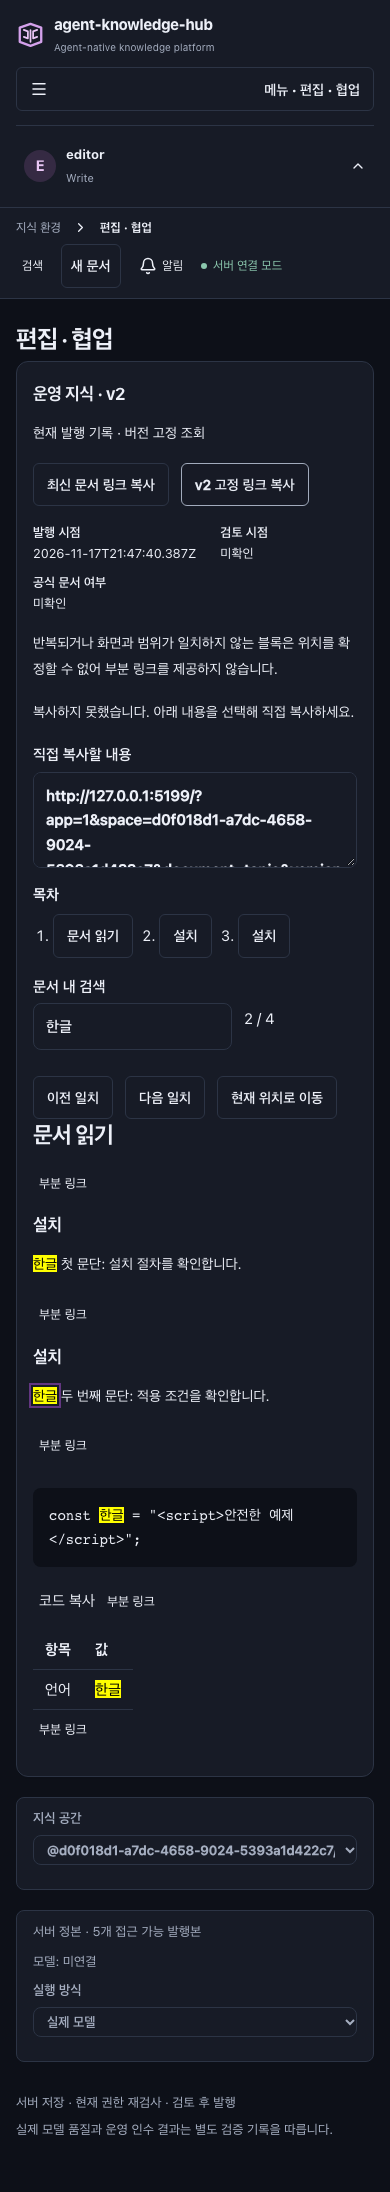 agent-knowledge-hub
Agent-native knowledge platform
메뉴 · 편집 · 협업
E
editor
Write
지식 환경 > 편집 · 협업
검색 새 문서 알림 서버 연결 모드
편집 · 협업
운영 지식 · v2
현재 발행 기록 · 버전 고정 조회
최신 문서 링크 복사 v2 고정 링크 복사
발행 시점 검토 시점
2026-11-17T21:47:40.387Z 미확인
공식 문서 여부
미확인
반복되거나 화면과 범위가 일치하지 않는 블록은 위치를 확
정할 수 없어 부분 링크를 제공하지 않습니다.
복사하지 못했습니다. 아래 내용을 선택해 직접 복사하세요.
직접 복사할 내용
http://127.0.0.1:5199/?
app=1&space=d0f018d1-a7dc-4658-
9024-
목차
1. 문서 읽기 2. 설치 3. 설치
문서 내 검색
한글 2 / 4
이전 일치 다음 일치 현재 위치로 이동
문서 읽기
부분 링크
설치
한글 첫 문단: 설치 절차를 확인합니다.
부분 링크
설치
한글 두 번째 문단: 적용 조건을 확인합니다.
부분 링크
const 한글 = "<script>안전한 예제
</script>";
코드 복사 부분 링크
항목 값
언어 한글
부분 링크
지식 공간
@d0f018d1-a7dc-4658-9024-5393a1d422c7/
서버 정본 · 5개 접근 가능 발행본
모델: 미연결
실행 방식
실제 모델
서버 저장 · 현재 권한 재검사 · 검토 후 발행
실제 모델 품질과 운영 인수 결과는 별도 검증 기록을 따릅니다.